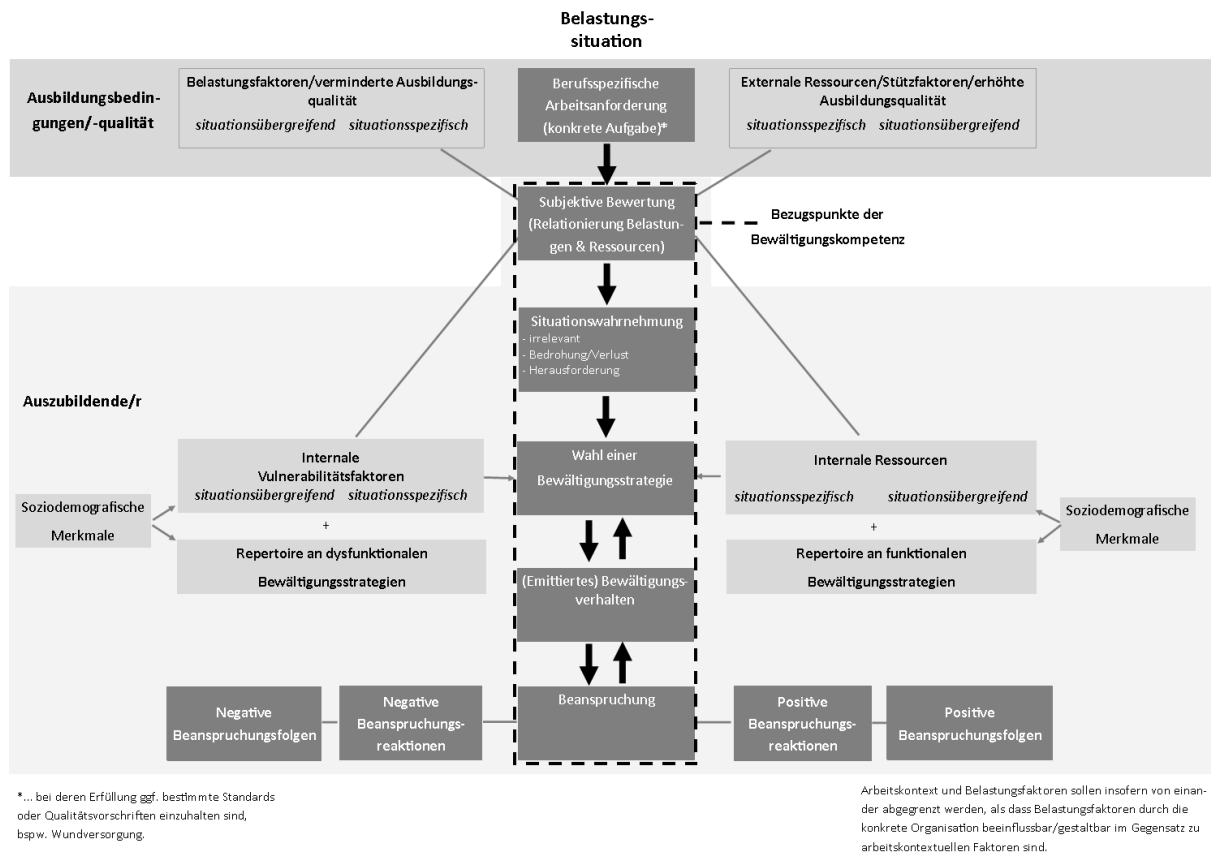 Belastungs-
situation
Ausbildungsbedin-
gungen/-qualität
Belastungsfaktoren/verminderte Ausbildungs-
qualität
situationsübergreifend situationsspezifisch
Berufsspezifische
Arbeitsanforderung
(konkrete Aufgabe)*
Externale Ressourcen/Stützfaktoren/erhöhte
Ausbildungsqualität
situationsspezifisch situationsübergreifend
Subjektive Bewertung
(Relationierung Belastun-
gen & Ressourcen)
Bezugspunkte der
Bewältigungskompetenz
Situationswahrnehmung
- irrelevant
- Bedrohung/Verlust
- Herausforderung
Auszubildende/r
Internale
Vulnerabilitätsfaktoren
situationsübergreifend situationsspezifisch
Wahl einer
Bewältigungsstrategie
Internale Ressourcen
situationsspezifisch situationsübergreifend
Soziodemografische
Merkmale
+
+
Soziodemografische
Merkmale
Repertoire an dysfunktionalen
Bewältigungsstrategien
Repertoire an funktionalen
Bewältigungsstrategien
(Emittiertes) Bewältigungs-
verhalten
Negative
Beanspruchungsfolgen
Negative
Beanspruchungs-
reaktionen
Beanspruchung
Positive
Beanspruchungs-
reaktionen
Positive
Beanspruchungsfolgen
*... bei deren Erfüllung ggf. bestimmte Standards
oder Qualitätsvorschriften einzuhalten sind,
bspw. Wundversorgung.
Arbeitskontext und Belastungsfaktoren sollen insofern von einan-
der abgegrenzt werden, als dass Belastungsfaktoren durch die
konkrete Organisation beeinflussbar/gestaltbar im Gegensatz zu
arbeitskontextuellen Faktoren sind.